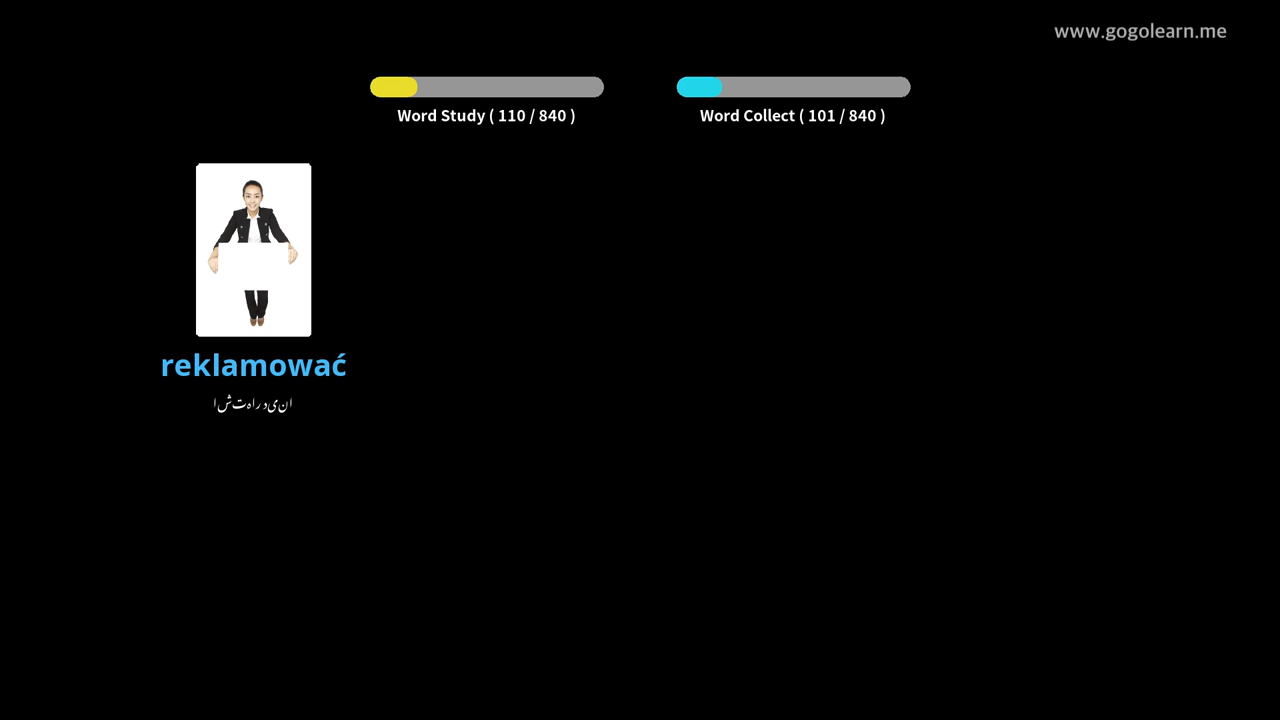 www.gogolearn.me
Word Study ( 110 / 840 )
Word Collect ( 101 / 840 )
reklamować
اشتہار دینا